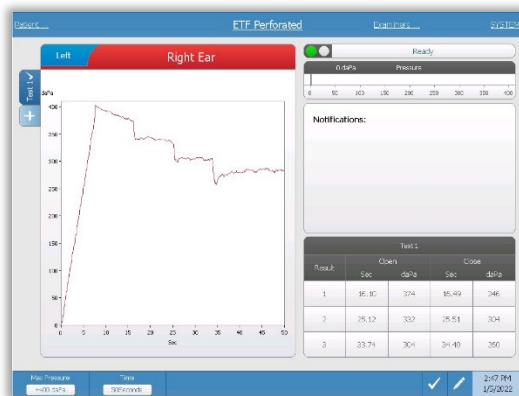 Patient ....
ETF Perforated
Examiners ....
SYSTEM
Left
Right Ear
Test 1
+
daPa
400
350
300
250
200
150
100
50
0
0 5 10 15 20 25 30 35 40 45 50
Sec
Ready
0 daPa Pressure
0 50 100 150 200 250 300 350 400
Notifications:
Test 1
Result Open Close
Sec daPa Sec daPa
1 16.10 374 16.49 346
2 25.12 332 25.51 304
3 33.74 304 34.40 260
Max Pressure
+400 daPa
Time
50Seconds
2:47 PM
1/5/2022